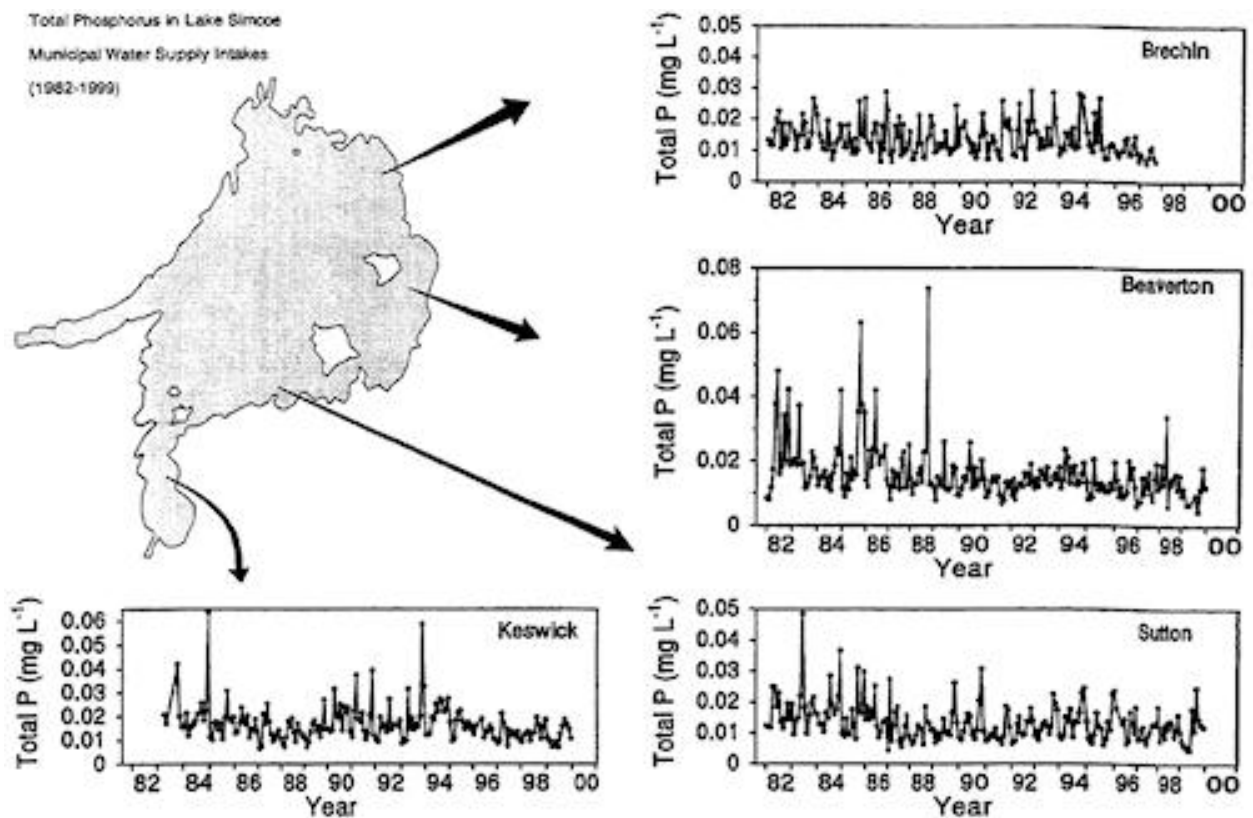 Total Phosphorus in Lake Simcoe
Municipal Water Supply Intakes
(1982-1999)
Brechin
Total P (mg L⁻¹)
0.05
0.04
0.03
0.02
0.01
0
82 84 86 88 90 92 94 96 98 00
Year
Beaverton
Total P (mg L⁻¹)
0.08
0.06
0.04
0.02
0
82 84 86 88 90 92 94 96 98 00
Year
Keswick
Total P (mg L⁻¹)
0.06
0.05
0.04
0.03
0.02
0.01
0
82 84 86 88 90 92 94 96 98 00
Year
Sutton
Total P (mg L⁻¹)
0.05
0.04
0.03
0.02
0.01
0
82 84 86 88 90 92 94 96 98 00
Year